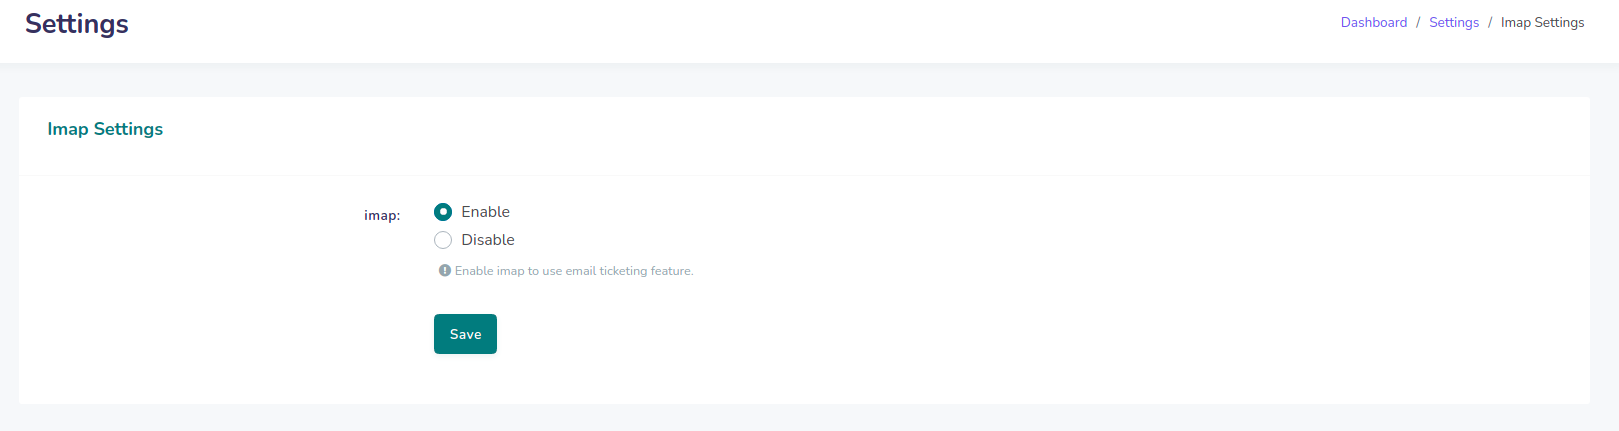 Settings
Dashboard / Settings / Imap Settings
Imap Settings
imap:
Enable
Disable
Enable imap to use email ticketing feature.
Save